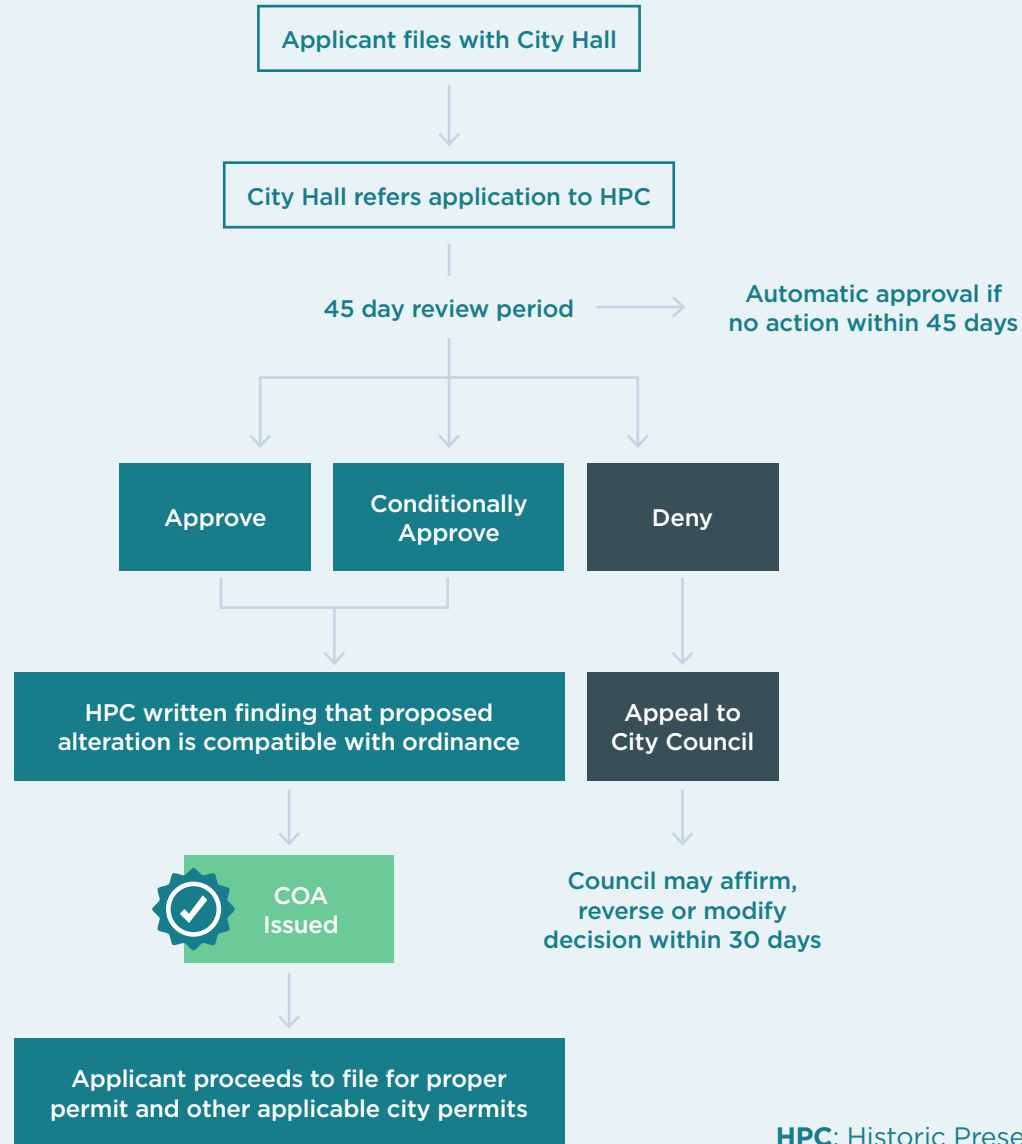 Applicant files with City Hall
City Hall refers application to HPC
45 day review period
Automatic approval if
no action within 45 days
Approve
Conditionally
Approve
Deny
HPC written finding that proposed
alteration is compatible with ordinance
Appeal to
City Council
COA
Issued
Council may affirm,
reverse or modify
decision within 30 days
Applicant proceeds to file for proper
permit and other applicable city permits
HPC: Historic